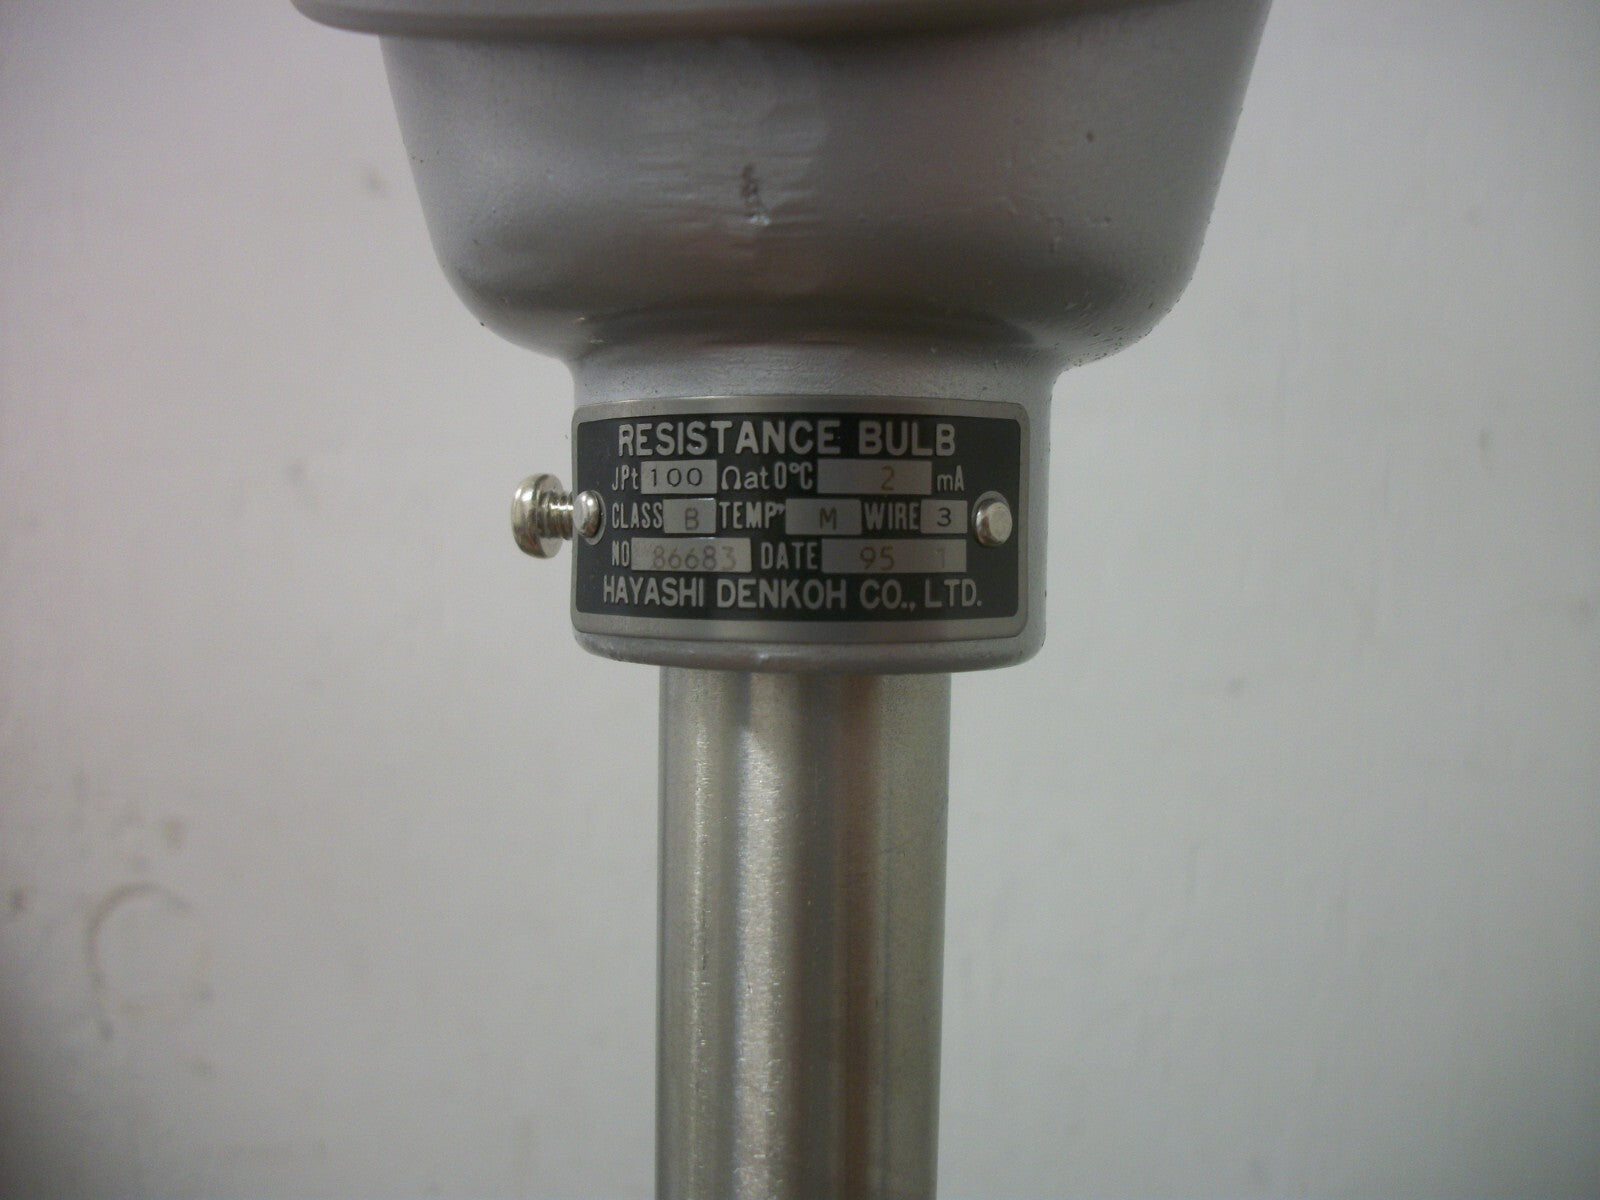 RESISTANCE BULB
JPt 100 Ωat0°C 2 mA
CLASS B TEMP. M WIRE 3
NO 86683 DATE 95 1
HAYASHI DENKOH CO., LTD.